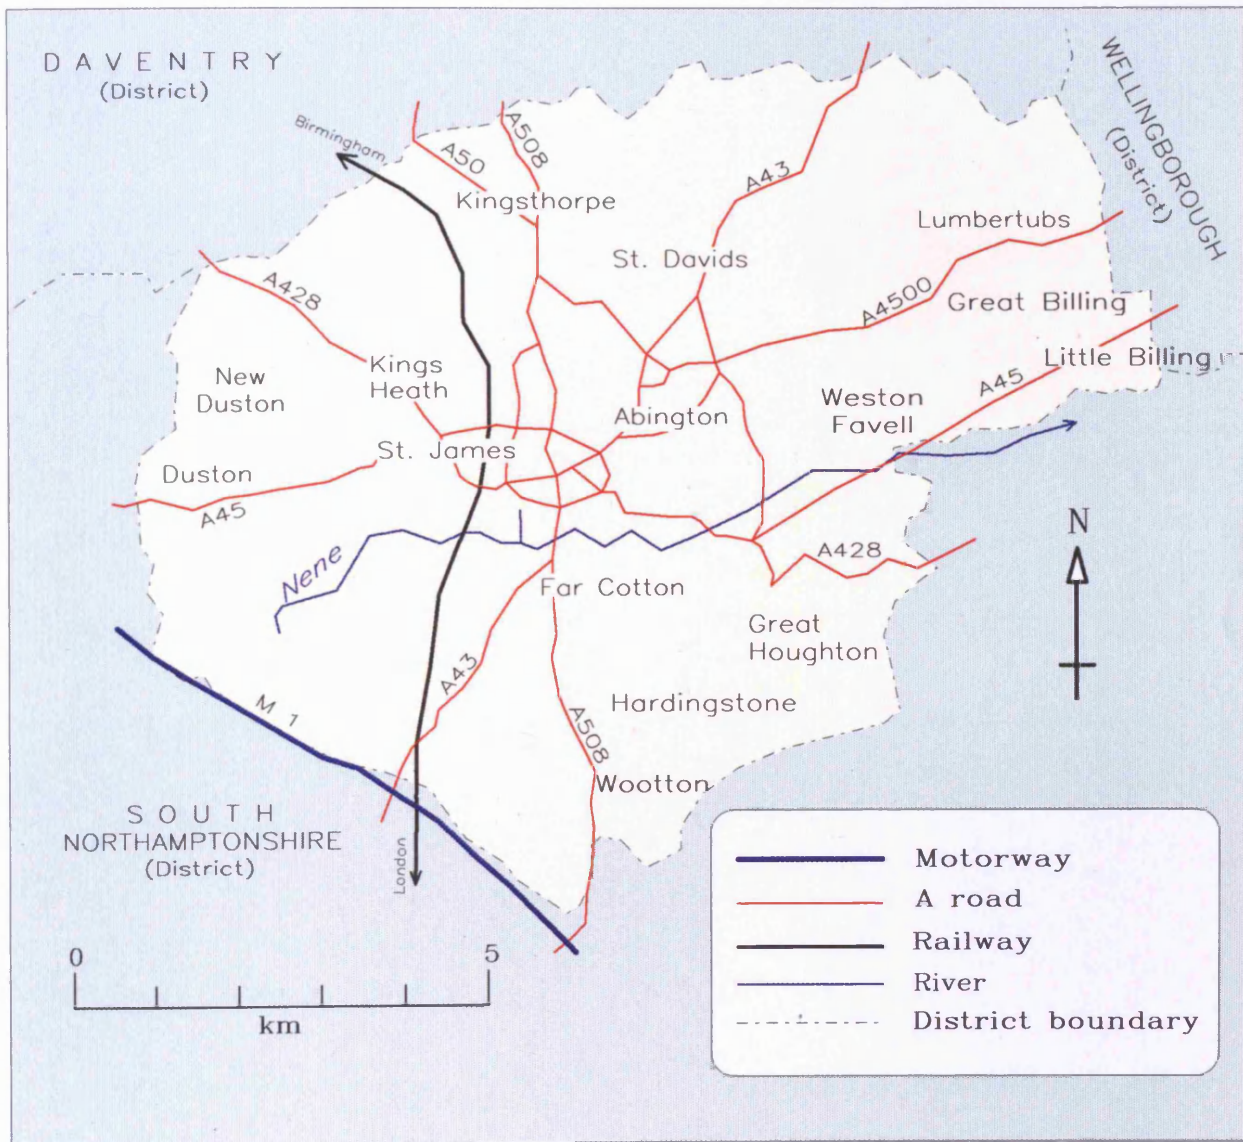 DAVENTRY
(District)
WELLINGBOROUGH
(District)
Birmingham
A50
A508
Kingsthorpe
A43
St. Davids
Lumbertubs
A428
A4500
Great Billing
Little Billing
Kings
Heath
New
Duston
A45
Weston
Favell
Abington
St. James
Duston
A45
Nene
N
A428
Far Cotton
Great
Houghton
A43
Hardingstone
M 1
A508
Wootton
SOUTH
NORTHAMPTONSHIRE
(District)
London
0
5
km
Motorway
A road
Railway
River
District boundary